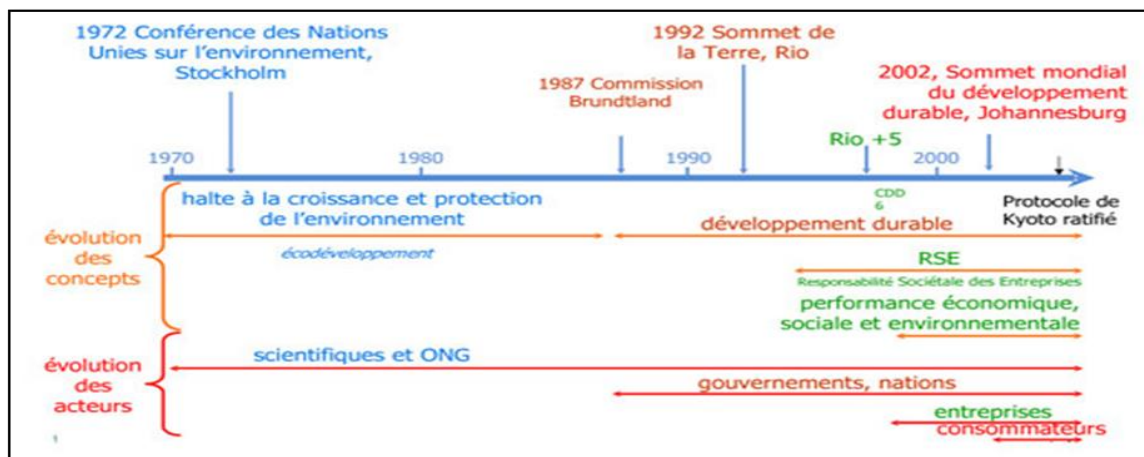 1972 Conférence des Nations
Unies sur l'environnement,
Stockholm
1987 Commission
Brundtland
1992 Sommet de
la Terre, Rio
2002, Sommet mondial
du développement
durable, Johannesburg
Rio +5
1970
1980
1990
2000
CDD
6
Protocole de
Kyoto ratifié
évolution
des
concepts
halte à la croissance et protection
de l'environnement
écodéveloppement
développement durable
RSE
Responsabilité Sociétale des Entreprises
performance économique,
sociale et environnementale
évolution
des
acteurs
scientifiques et ONG
gouvernements, nations
entreprises
consommateurs
1